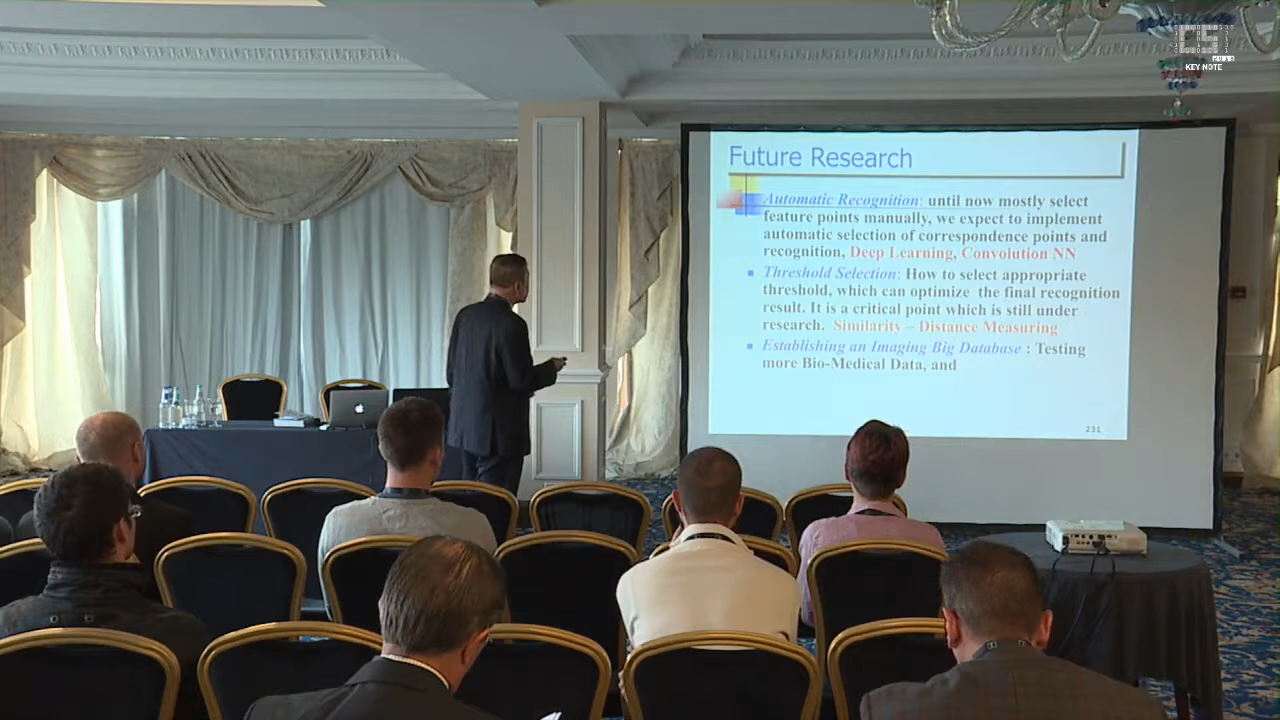 CS
2018
KEY NOTE
Future Research
Automatic Recognition: until now mostly select
feature points manually, we expect to implement
automatic selection of correspondence points and
recognition, Deep Learning, Convolution NN
Threshold Selection: How to select appropriate
threshold, which can optimize the final recognition
result. It is a critical point which is still under
research. Similarity – Distance Measuring
Establishing an Imaging Big Database : Testing
more Bio-Medical Data, and
231